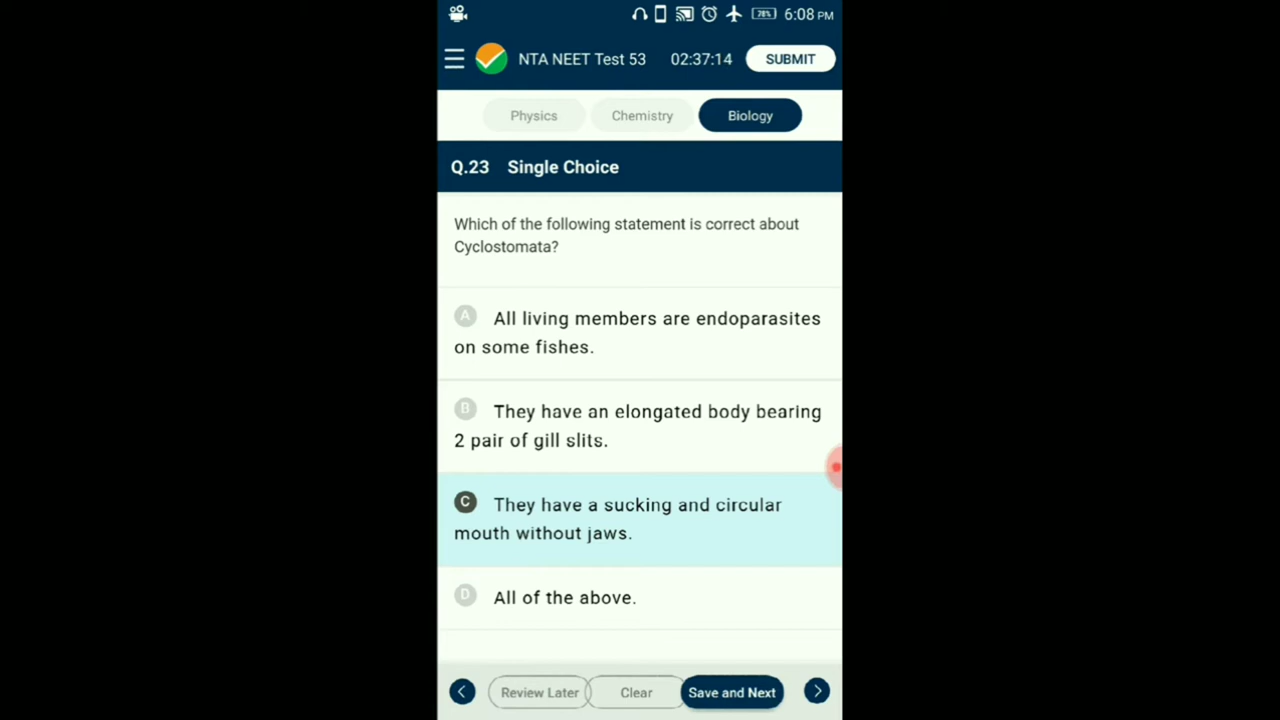 28% 6:08 PM
NTA NEET Test 53 02:37:14 SUBMIT
Physics Chemistry Biology
Q.23 Single Choice
Which of the following statement is correct about
Cyclostomata?
A All living members are endoparasites
on some fishes.
B They have an elongated body bearing
2 pair of gill slits.
C They have a sucking and circular
mouth without jaws.
D All of the above.
Review Later Clear Save and Next